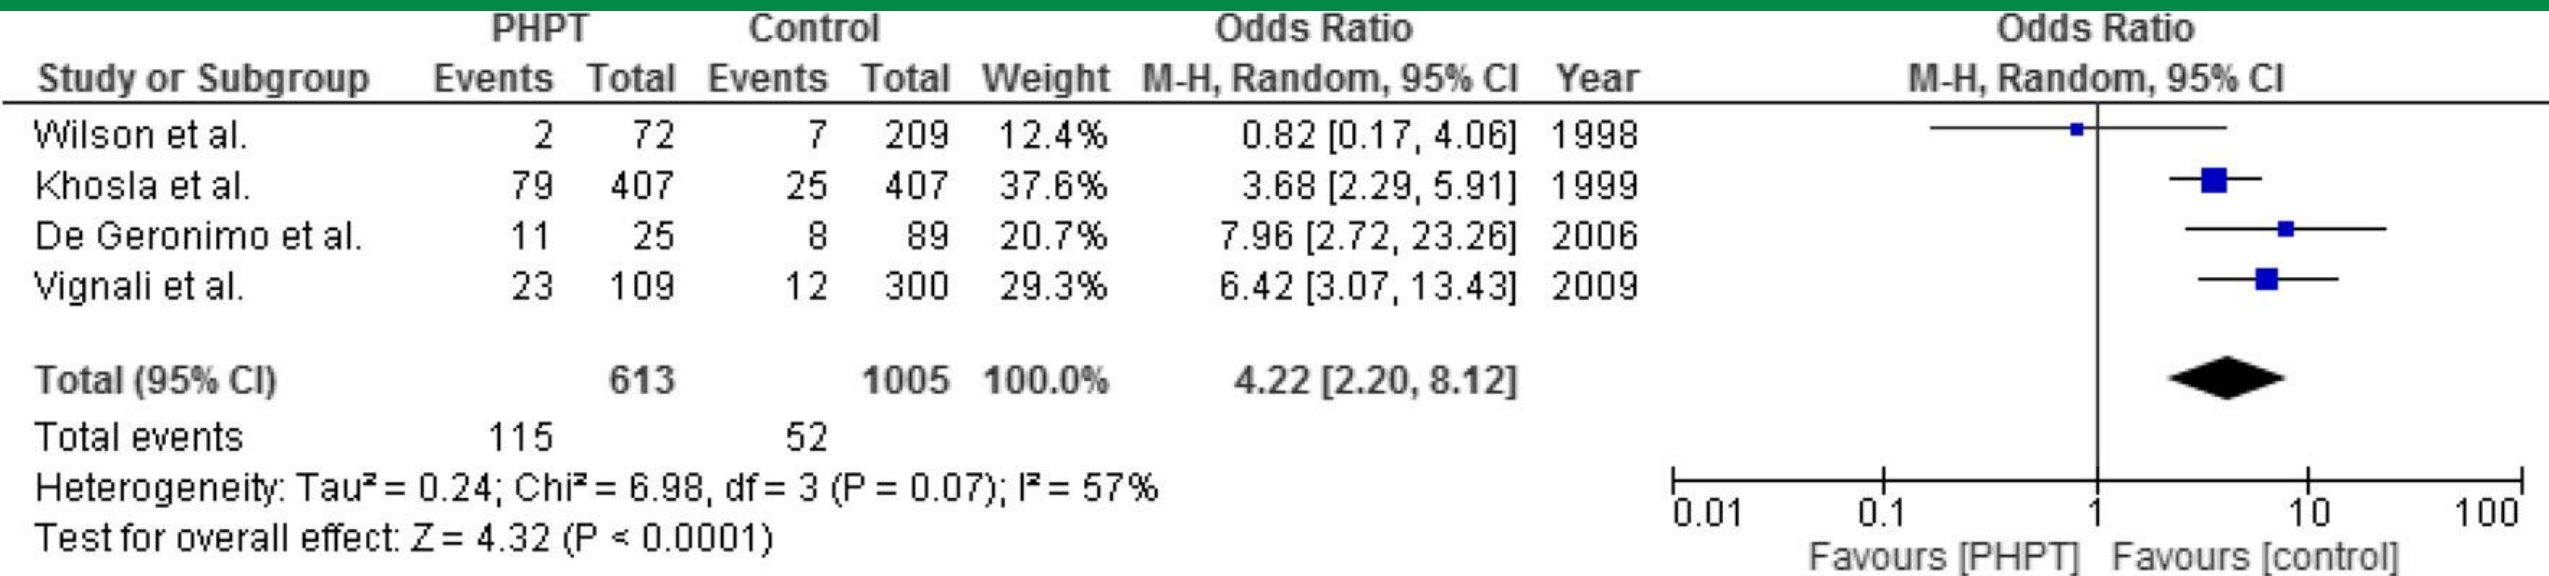 PHPT Control Odds Ratio Odds Ratio
Study or Subgroup Events Total Events Total Weight M-H, Random, 95% CI Year M-H, Random, 95% CI
Wilson et al. 2 72 7 209 12.4% 0.82 [0.17, 4.06] 1998
Khosla et al. 79 407 25 407 37.6% 3.68 [2.29, 5.91] 1999
De Geronimo et al. 11 25 8 89 20.7% 7.96 [2.72, 23.26] 2006
Vignali et al. 23 109 12 300 29.3% 6.42 [3.07, 13.43] 2009
Total (95% CI) 613 1005 100.0% 4.22 [2.20, 8.12]
Total events 115 52
Heterogeneity: Tau² = 0.24; Chi² = 6.98, df = 3 (P = 0.07); I² = 57%
Test for overall effect: Z = 4.32 (P < 0.0001)
0.01 0.1 1 10 100
Favours [PHPT] Favours [control]